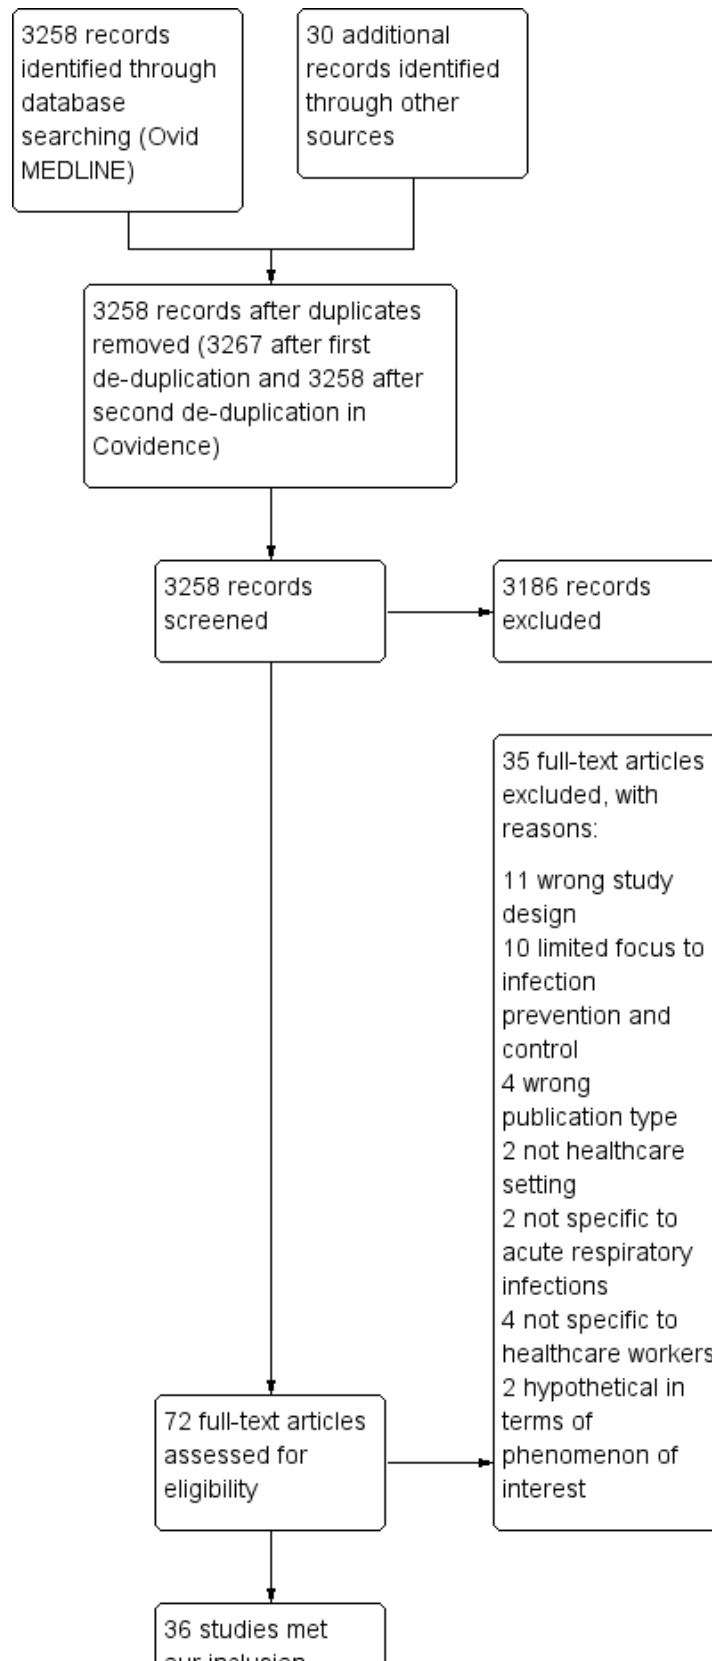 3258 records
identified through
database
searching (Ovid
MEDLINE)
30 additional
records identified
through other
sources
3258 records after duplicates
removed (3267 after first
de-duplication and 3258 after
second de-duplication in
Covidence)
3258 records
screened
3186 records
excluded
35 full-text articles
excluded, with
reasons:
11 wrong study
design
10 limited focus to
infection
prevention and
control
4 wrong
publication type
2 not healthcare
setting
2 not specific to
acute respiratory
infections
4 not specific to
healthcare workers
2 hypothetical in
terms of
phenomenon of
interest
72 full-text articles
assessed for
eligibility
36 studies met
our inclusion